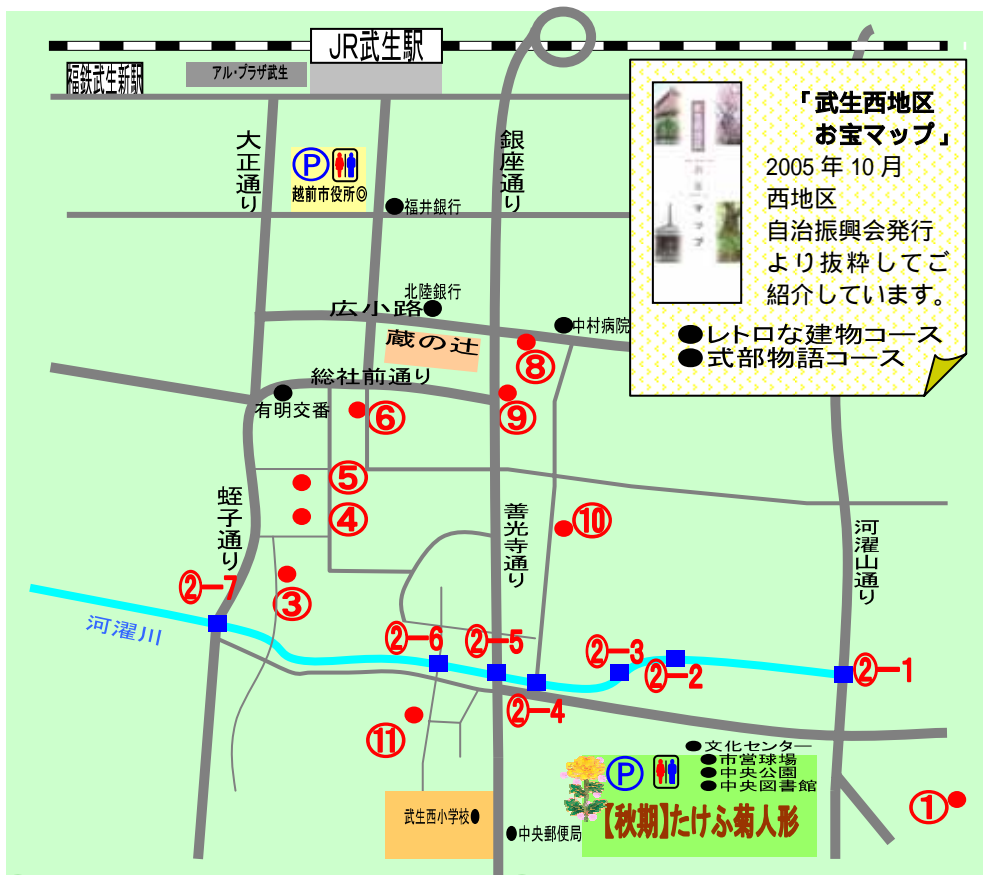 JR武生駅
福鉄武生新駅
アル・プラザ武生
「武生西地区
お宝マップ」
2005年10月
西地区
自治振興会発行
より抜粋してご
紹介しています。
●レトロな建物コース
●式部物語コース
大正通り
P
越前市役所◎
銀座通り
●福井銀行
北陸銀行●
広小路
●中村病院
蔵の辻
⑧
総社前通り
有明交番
⑥
⑨
⑤
④
蛭子通り
善光寺通り
⑩
河濯山通り
②-7
③
河濯川
②-6
②-5
②-3
②-2
②-1
②-4
⑪
●文化センター
●市営球場
●中央公園
●中央図書館
P
【秋期】たけふ菊人形
①
武生西小学校●
●中央郵便局